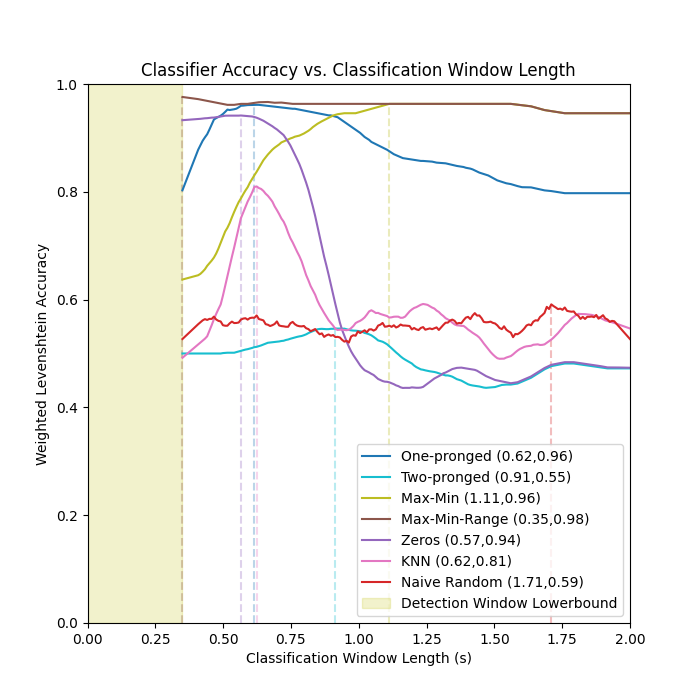 Classifier Accuracy vs. Classification Window Length
Weighted Levenshtein Accuracy
1.0
0.8
0.6
0.4
0.2
0.0
One-pronged (0.62,0.96)
Two-pronged (0.91,0.55)
Max-Min (1.11,0.96)
Max-Min-Range (0.35,0.98)
Zeros (0.57,0.94)
KNN (0.62,0.81)
Naive Random (1.71,0.59)
Detection Window Lowerbound
0.00 0.25 0.50 0.75 1.00 1.25 1.50 1.75 2.00
Classification Window Length (s)